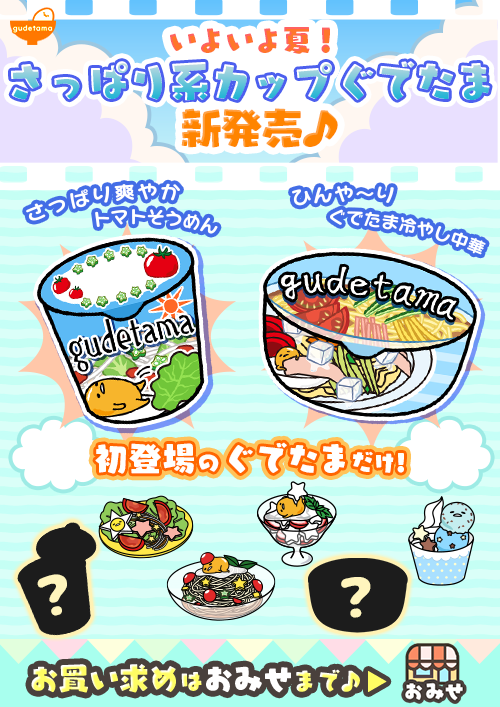 gudetama
いよいよ夏!
さっぱり系カップぐでたま
新発売♪
さっぱり爽やか
トマトそうめん
ひんや〜り
ぐでたま冷やし中華
gudetama
gudetama
初登場のぐでたまだけ!
?
?
お買い求めはおみせまで♪▶
おみせ